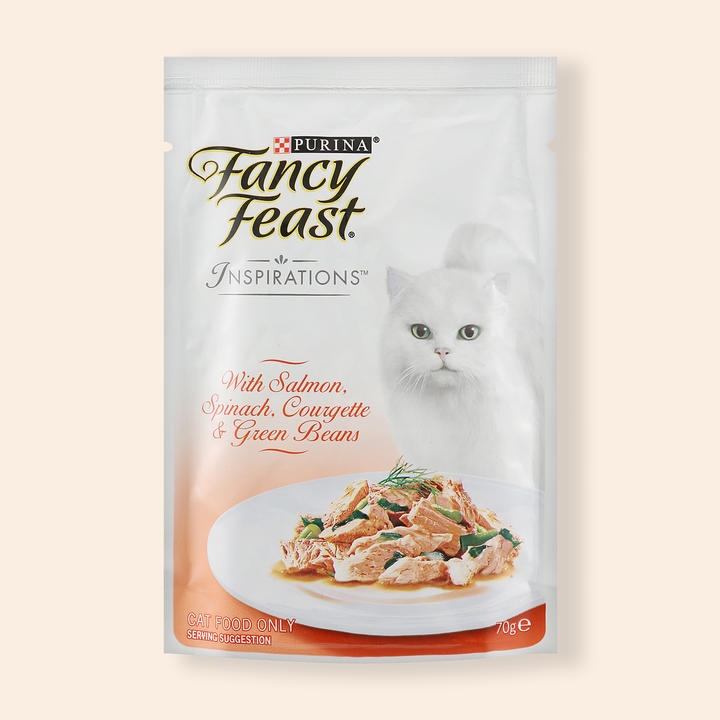 PURINA®
Fancy
Feast®
INSPIRATIONS™
With Salmon,
Spinach, Courgette
& Green Beans
CAT FOOD ONLY
SERVING SUGGESTION
70g℮